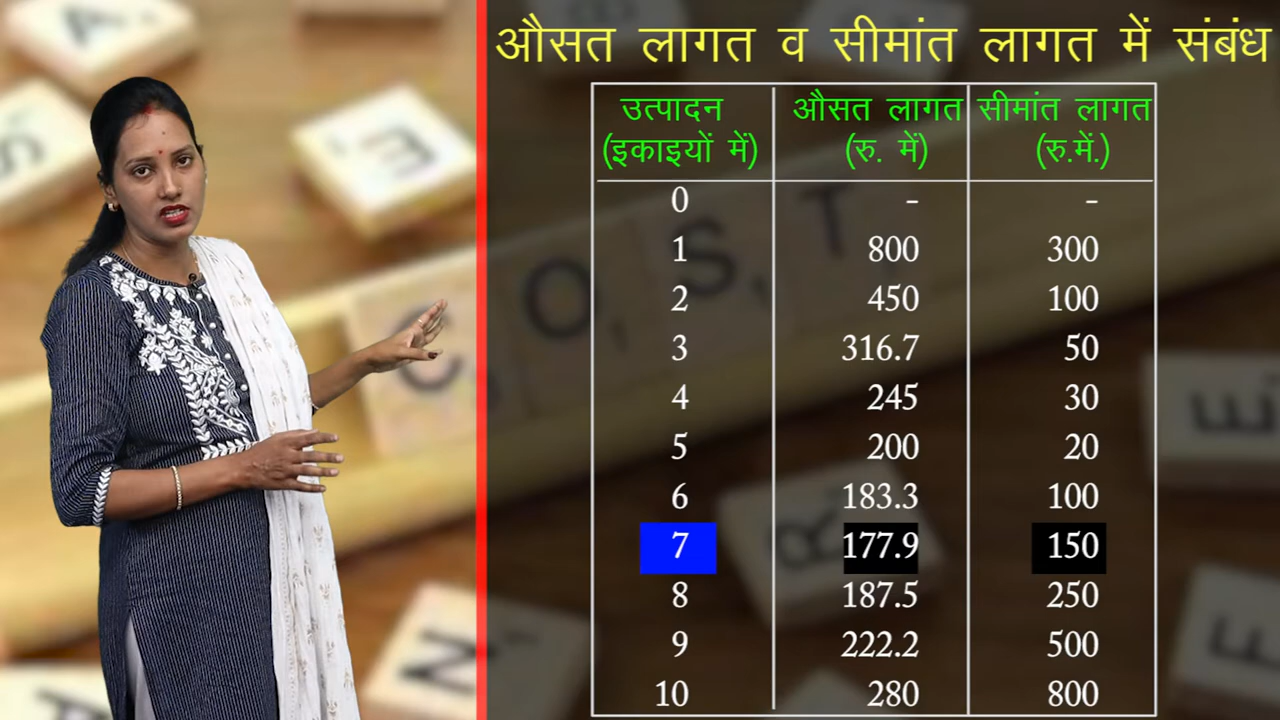 औसत लागत व सीमांत लागत में संबंध
उत्पादन औसत लागत सीमांत लागत
(इकाइयों में) (रु. में) (रु.में.)
0 - -
1 800 300
2 450 100
3 316.7 50
4 245 30
5 200 20
6 183.3 100
7 177.9 150
8 187.5 250
9 222.2 500
10 280 800